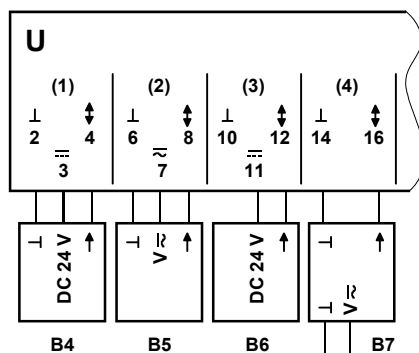 U
(1) (2) (3) (4)
⊥ ↕ ⊥ ↕ ⊥ ↕ ⊥ ↕
2 4 6 8 10 12 14 16
⎓ ≂ ⎓
3 7 11
⊥ DC 24 V ↑ ⊥ V ≂ ↑ DC 24 V ↑ ⊥ ↑
⊥ V ≂
B4 B5 B6 B7